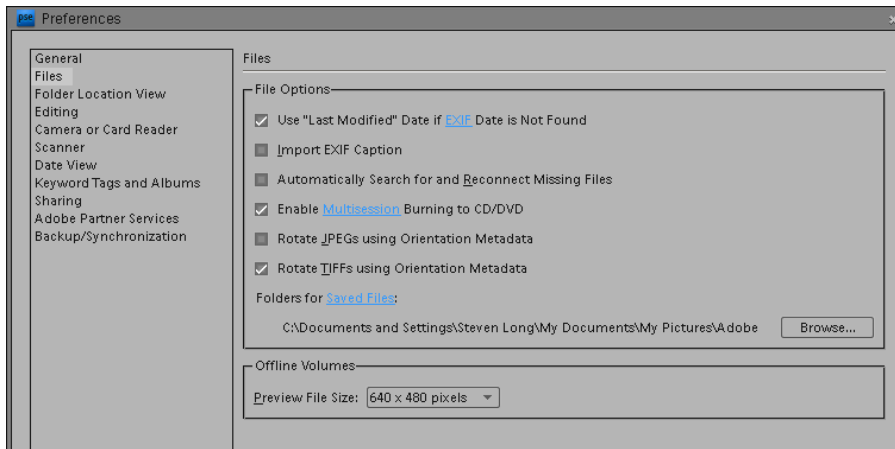 pse Preferences
General
Files
Folder Location View
Editing
Camera or Card Reader
Scanner
Date View
Keyword Tags and Albums
Sharing
Adobe Partner Services
Backup/Synchronization
Files
File Options
Use "Last Modified" Date if EXIF Date is Not Found
Import EXIF Caption
Automatically Search for and Reconnect Missing Files
Enable Multisession Burning to CD/DVD
Rotate JPEGs using Orientation Metadata
Rotate TIFFs using Orientation Metadata
Folders for Saved Files:
C:\Documents and Settings\Steven Long\My Documents\My Pictures\Adobe Browse...
Offline Volumes
Preview File Size: 640 x 480 pixels